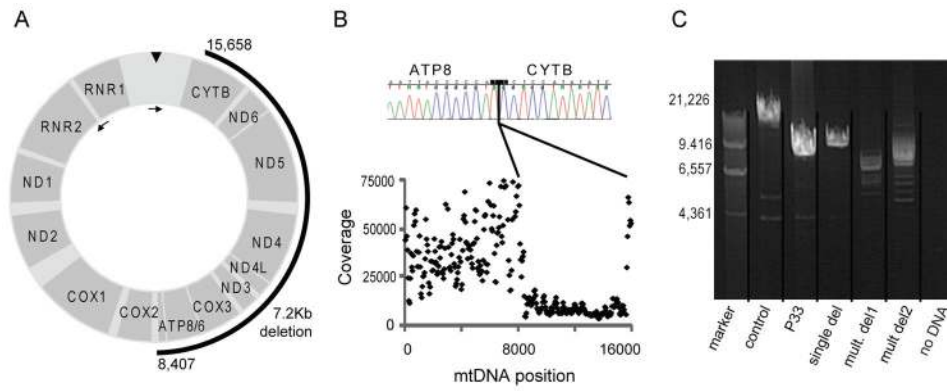 A
15,658
RNR1
CYTB
RNR2
ND6
ND5
ND1
ND2
ND4
ND4L
ND3
COX1
COX3
COX2
ATP8/6
7.2Kb
deletion
8,407
B
ATP8
CYTB
75000
50000
25000
0
Coverage
0
8000
16000
mtDNA position
C
21,226
9.416
6,557
4,361
marker
control
P33
single del
mult. del1
mult del2
no DNA